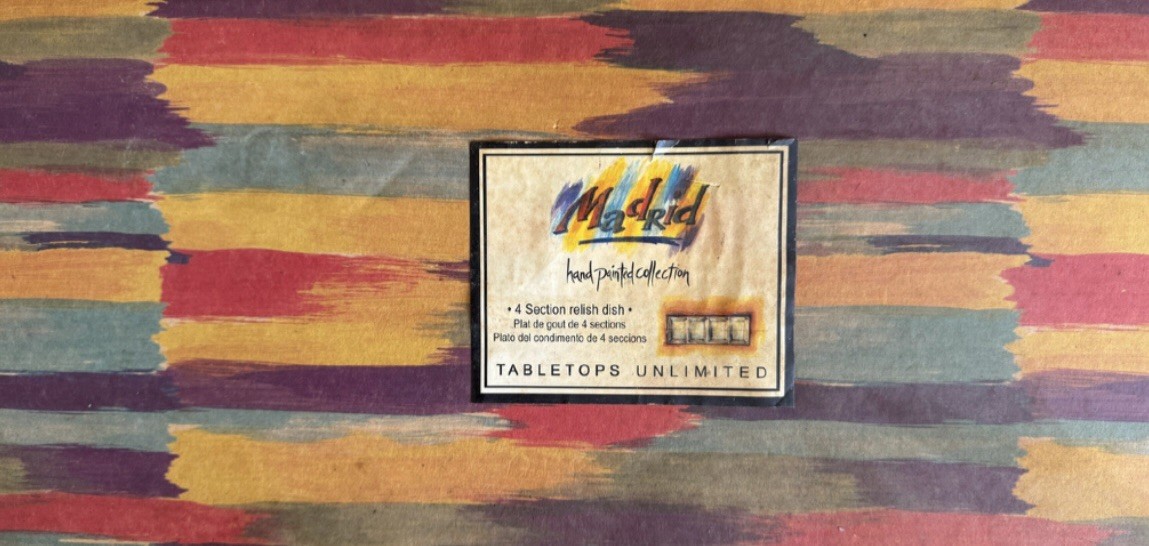 Madrid
hand painted collection
• 4 Section relish dish •
Plat de gout de 4 sections
Plato del condimento de 4 seccions
TABLETOPS UNLIMITED